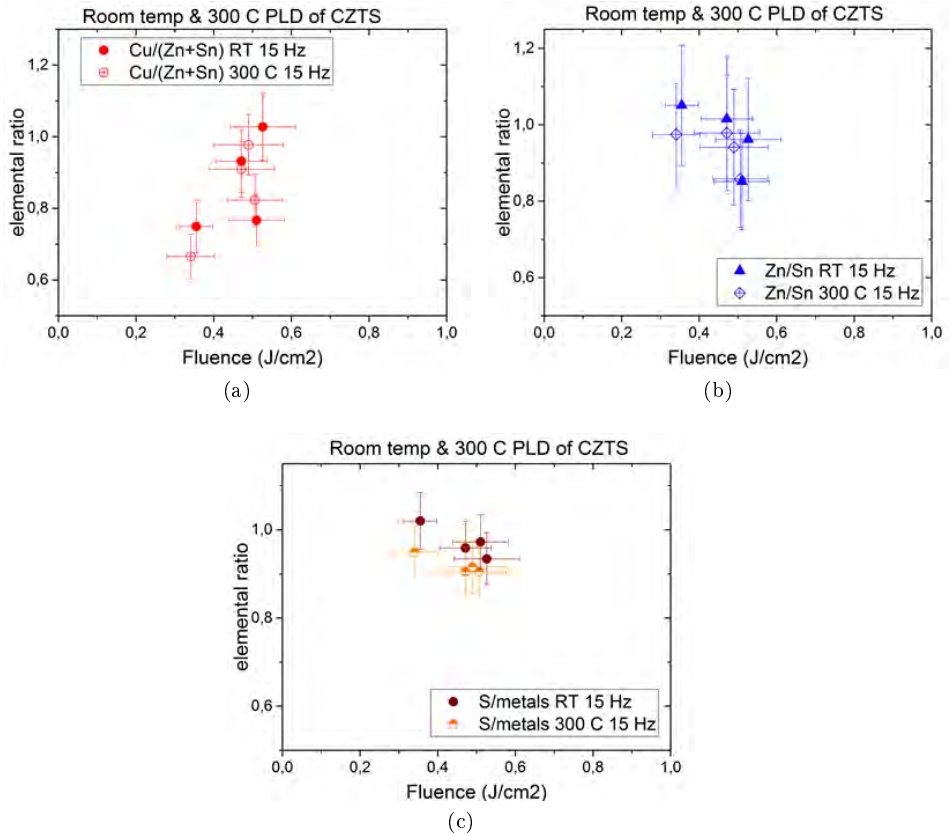 Room temp & 300 C PLD of CZTS
Cu/(Zn+Sn) RT 15 Hz
Cu/(Zn+Sn) 300 C 15 Hz
1,2
1,0
0,8
0,6
elemental ratio
0,0 0,2 0,4 0,6 0,8 1,0
Fluence (J/cm2)
(a)
Room temp & 300 C PLD of CZTS
1,2
1,0
0,8
0,6
elemental ratio
Zn/Sn RT 15 Hz
Zn/Sn 300 C 15 Hz
0,0 0,2 0,4 0,6 0,8 1,0
Fluence (J/cm2)
(b)
Room temp & 300 C PLD of CZTS
1,0
0,8
0,6
elemental ratio
S/metals RT 15 Hz
S/metals 300 C 15 Hz
0,0 0,2 0,4 0,6 0,8 1,0
Fluence (J/cm2)
(c)